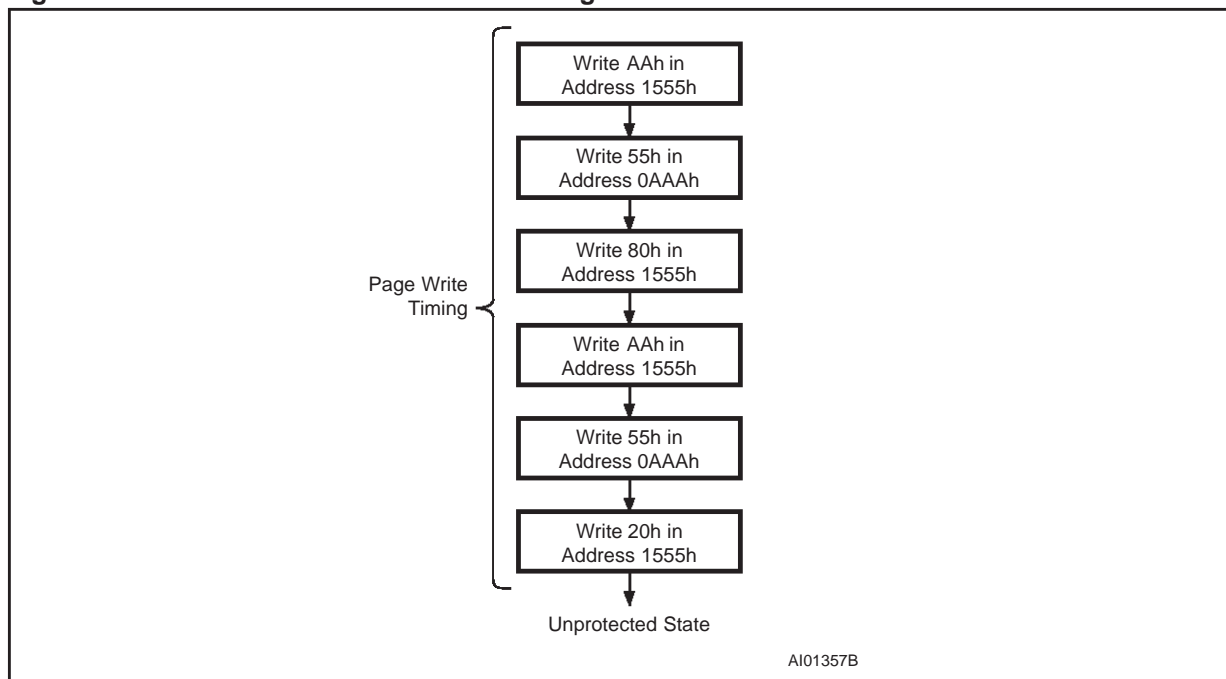 Write AAh in
Address 1555h
Write 55h in
Address 0AAAh
Write 80h in
Address 1555h
Page Write
Timing
Write AAh in
Address 1555h
Write 55h in
Address 0AAAh
Write 20h in
Address 1555h
Unprotected State
AI01357B